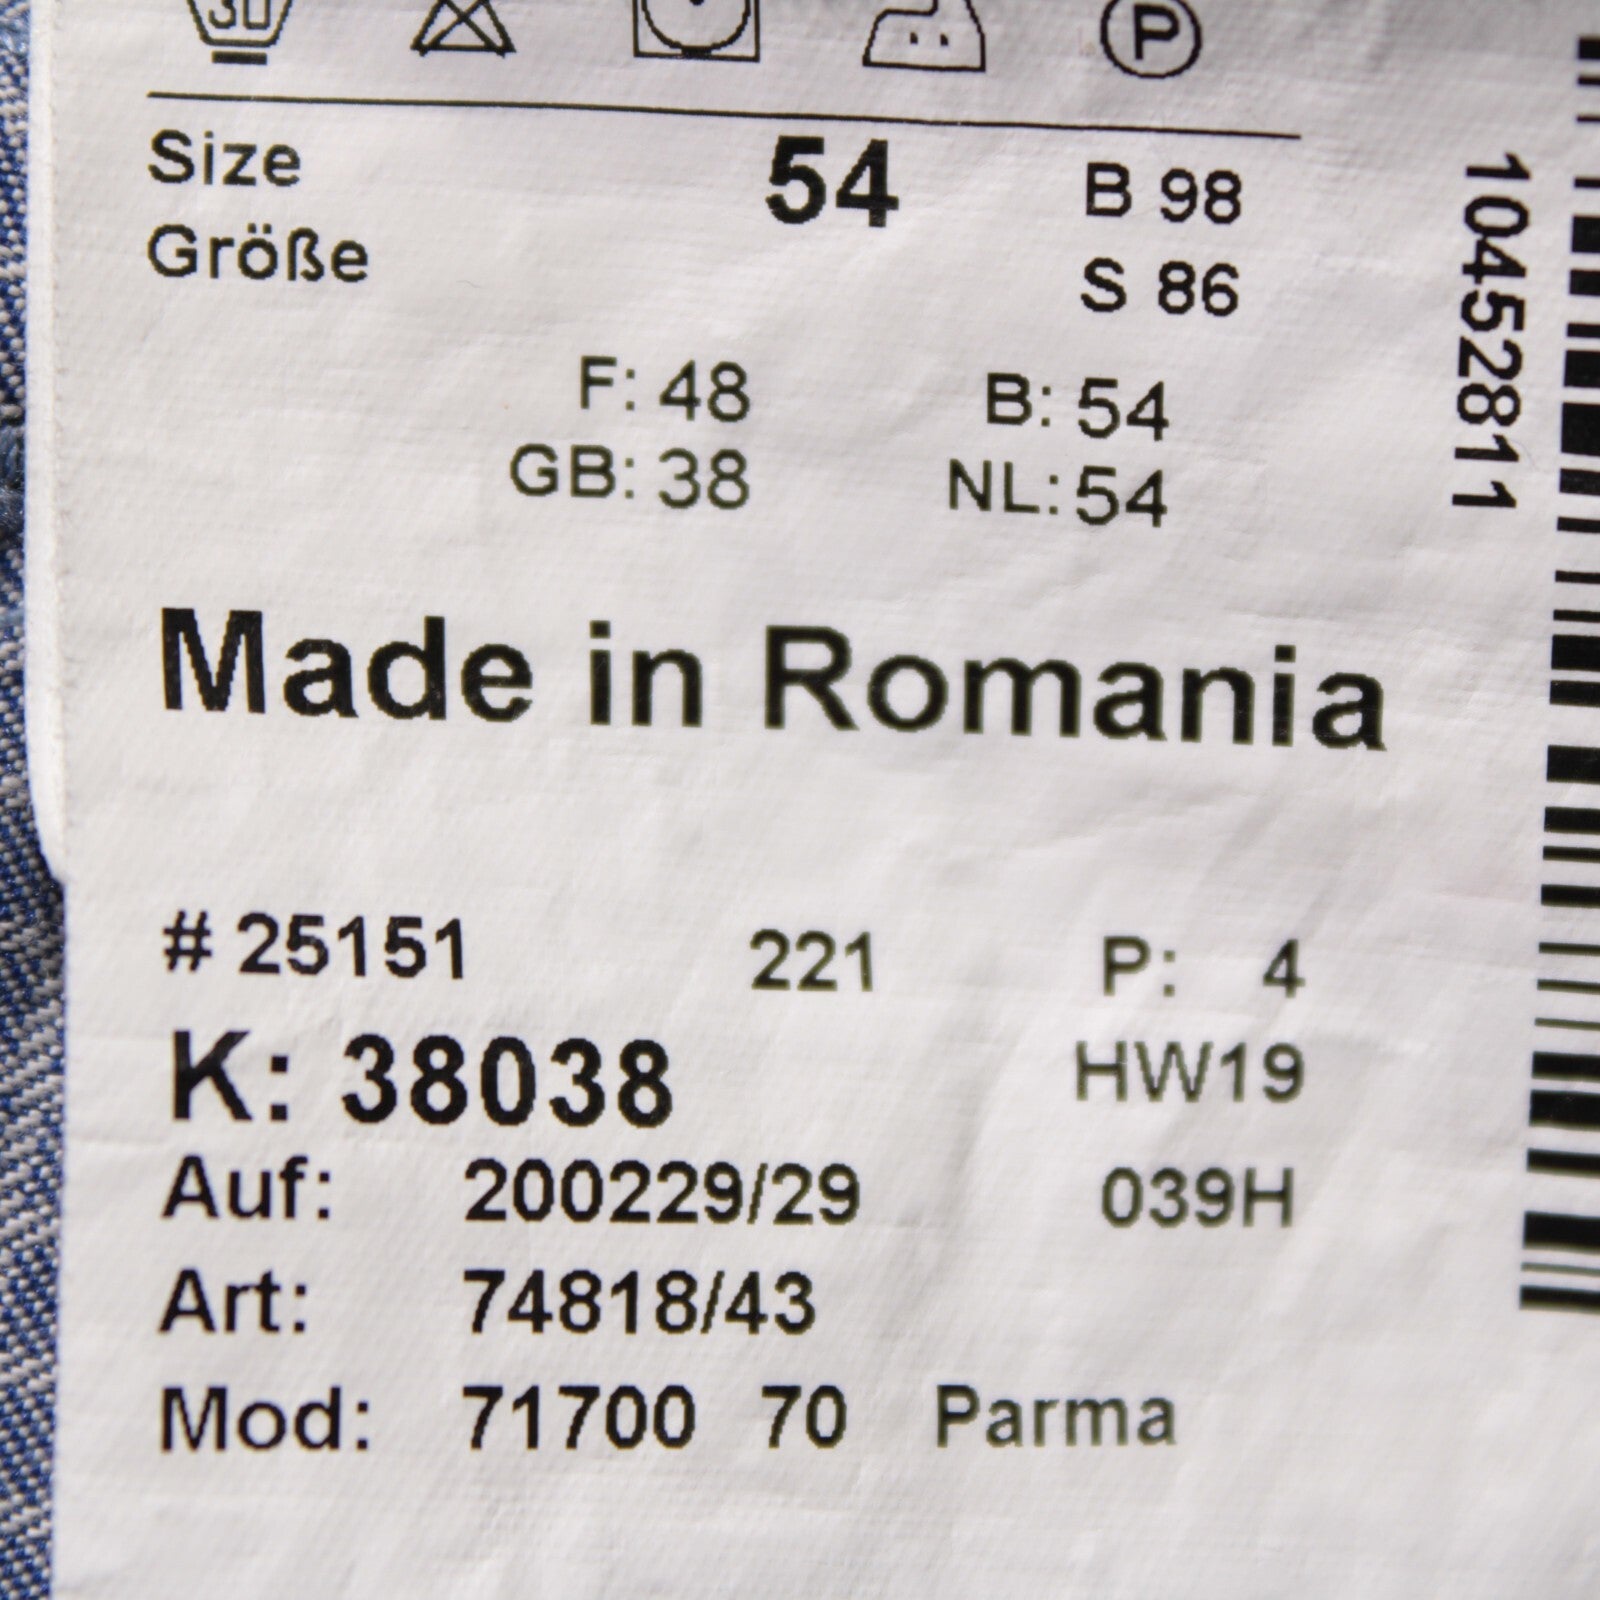 30
P
Size 54 B 98
Größe S 86
F: 48 B: 54
GB: 38 NL: 54
Made in Romania
# 25151 221 P: 4
K: 38038 HW19
Auf: 200229/29 039H
Art: 74818/43
Mod: 71700 70 Parma
10452811